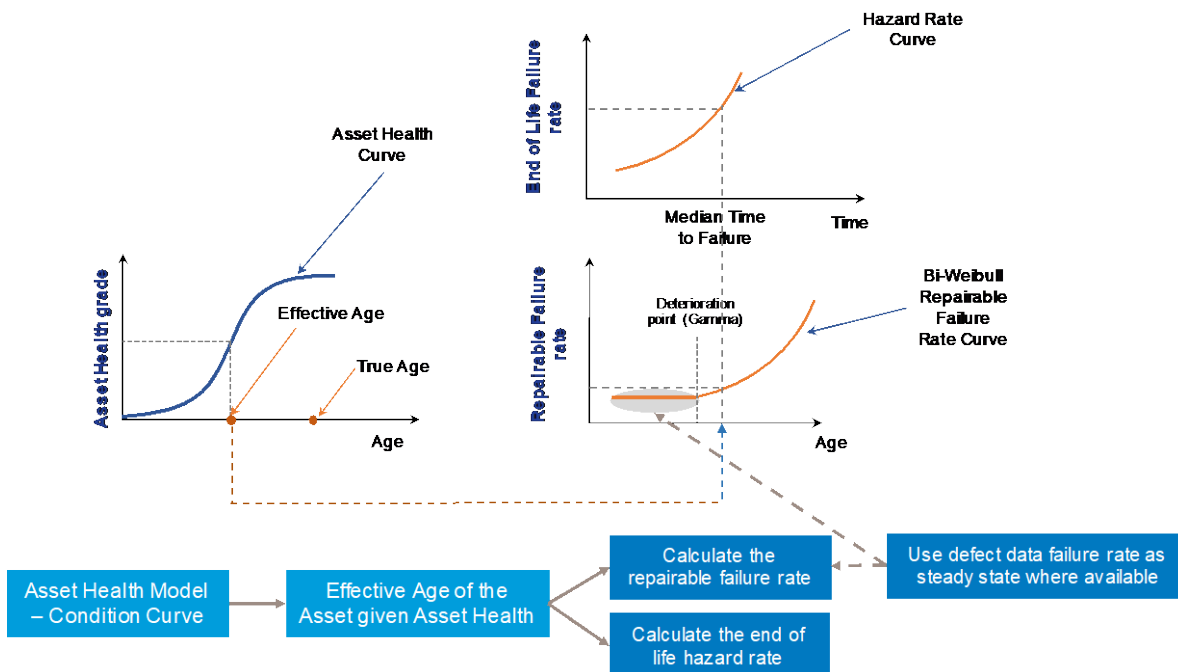 Hazard Rate
Curve
End of Life Failure
rate
Median Time
to Failure
Time
Asset Health
Curve
Asset Health grade
Effective Age
True Age
Age
Bi-Weibull
Repairable
Failure
Rate Curve
Deterioration
point (Gamma)
Repairable Failure
rate
Age
Asset Health Model
– Condition Curve
Effective Age of the
Asset given Asset Health
Calculate the
repairable failure rate
Calculate the end of
life hazard rate
Use defect data failure rate as
steady state where available